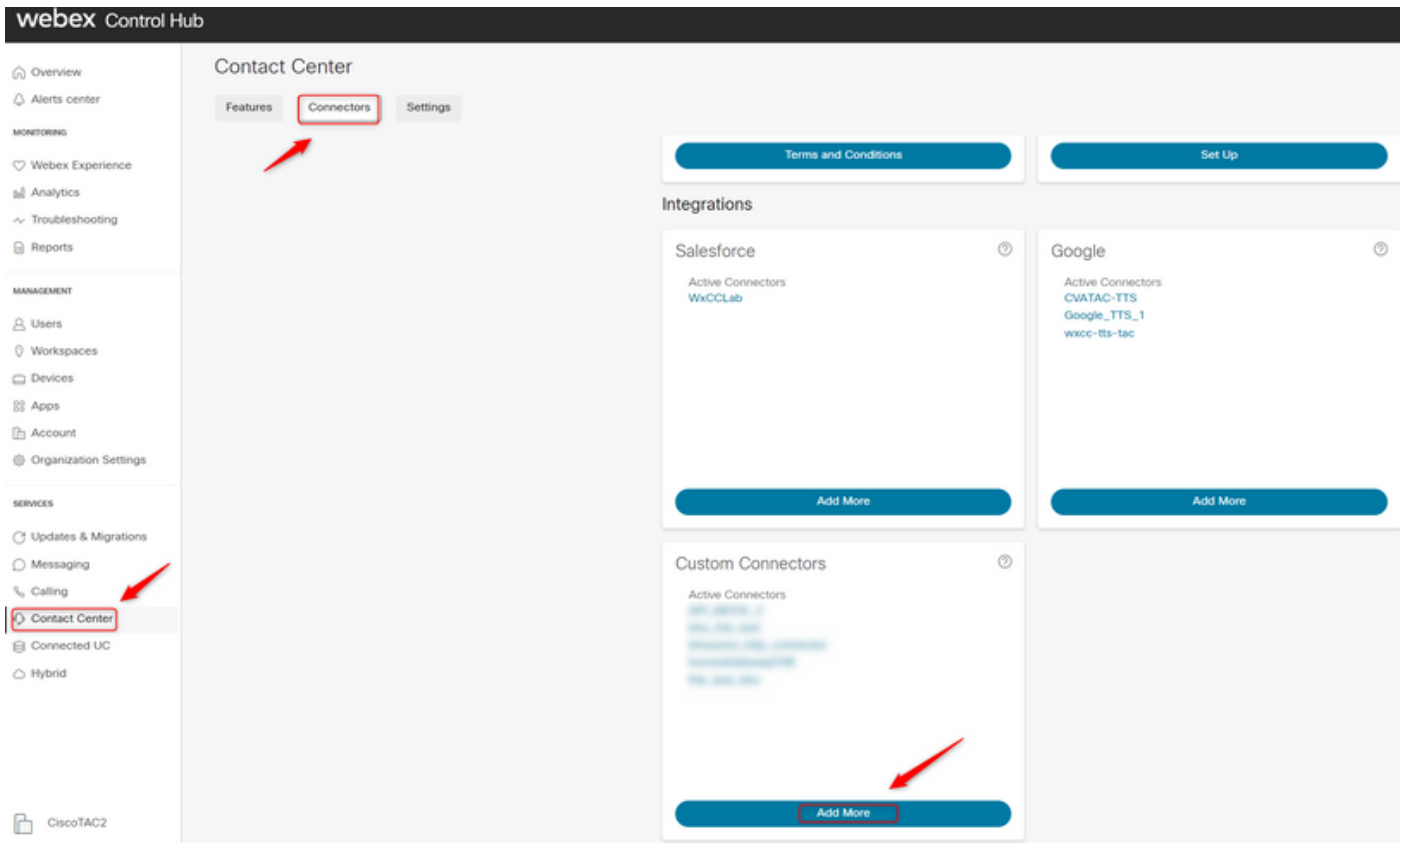 webex Control Hub
Overview
Alerts center
MONITORING
Webex Experience
Analytics
Troubleshooting
Reports
MANAGEMENT
Users
Workspaces
Devices
Apps
Account
Organization Settings
SERVICES
Updates & Migrations
Messaging
Calling
Contact Center
Connected UC
Hybrid
CiscoTAC2
Contact Center
Features
Connectors
Settings
Terms and Conditions
Set Up
Integrations
Salesforce
Active Connectors
WxCCLab
Add More
Google
Active Connectors
CVATAC-TTS
Google_TTS_1
wxcc-tts-tac
Add More
Custom Connectors
Active Connectors
Add More